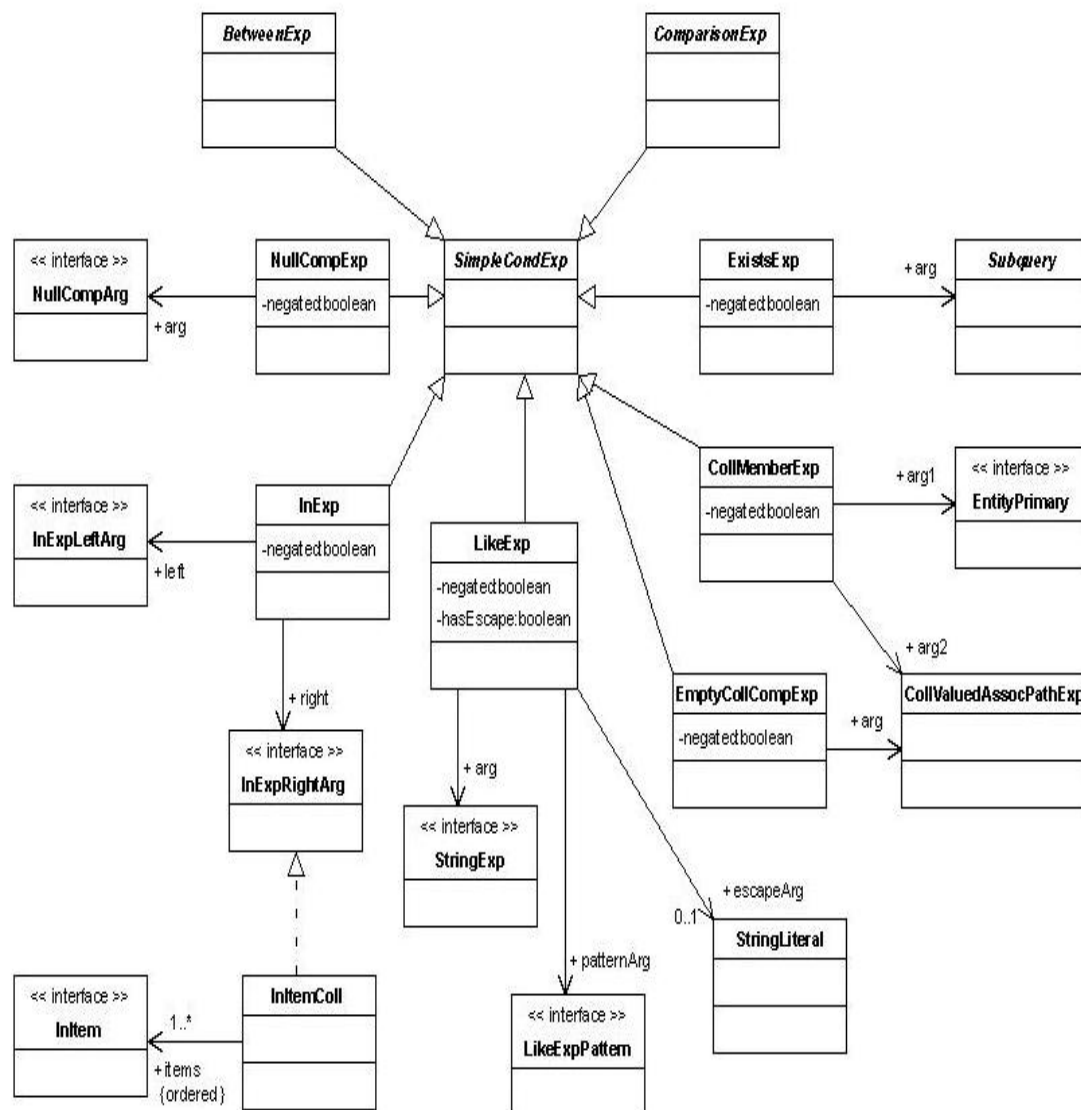 BetweenExp
ComparisonExp
<< interface >>
NullCompArg
+ arg
NullCompExp
-negated:boolean
SimpleCondExp
ExistsExp
-negated:boolean
+ arg
Subquery
<< interface >>
InExpLeftArg
+ left
InExp
-negated:boolean
LikeExp
-negated:boolean
-hasEscape:boolean
CollMemberExp
-negated:boolean
+ arg1
<< interface >>
EntityPrimary
+ arg2
+ right
<< interface >>
InExpRightArg
EmptyCollCompExp
-negated:boolean
+ arg
CollValuedAssocPathExp
+ arg
<< interface >>
StringExp
+ escapeArg
0..1
StringLiteral
+ patternArg
<< interface >>
LikeExpPattern
<< interface >>
InItem
1..*
+ items
{ordered}
InItemColl